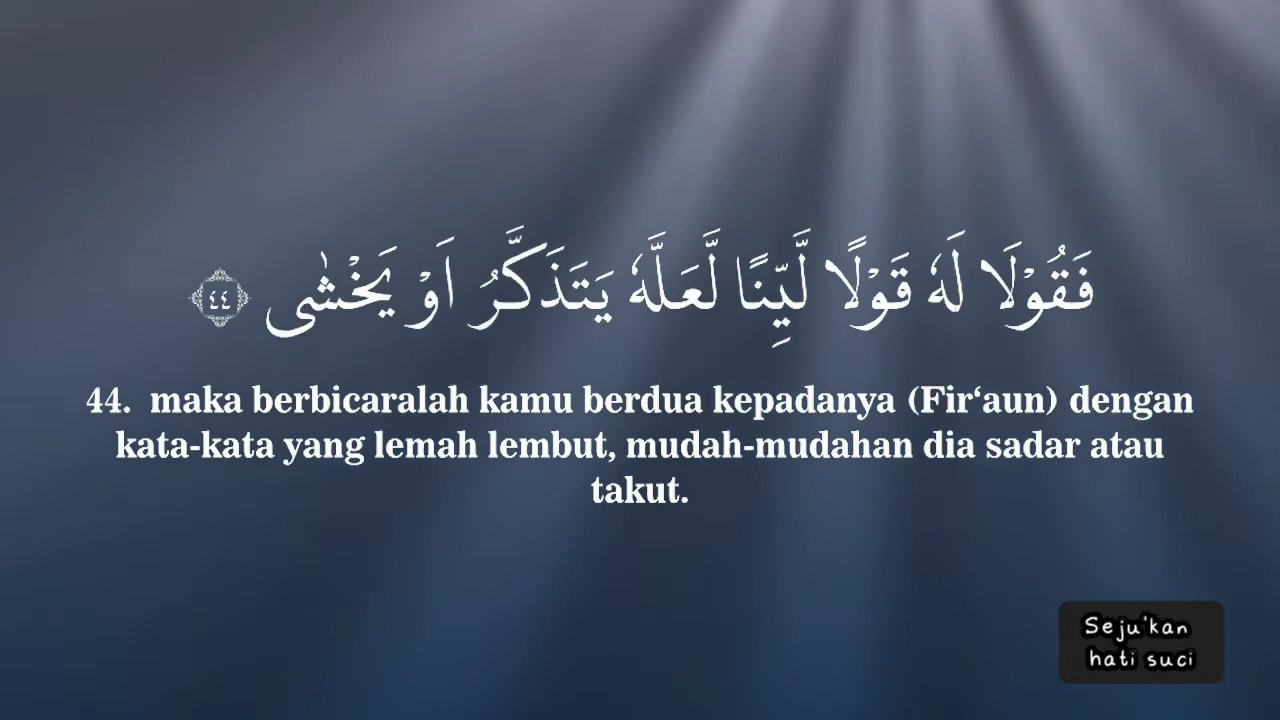 فَقُوْلَا لَهٗ قَوْلًا لَّيِّنًا لَّعَلَّهٗ يَتَذَكَّرُ اَوْ يَخْشٰى ٤٤
44. maka berbicaralah kamu berdua kepadanya (Fir‘aun) dengan
kata-kata yang lemah lembut, mudah-mudahan dia sadar atau
takut.
Seju'kan
hati suci